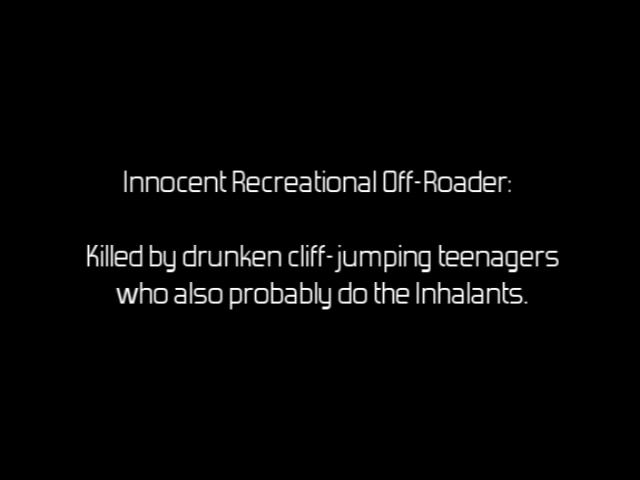 Innocent Recreational Off-Roader:
Killed by drunken cliff-jumping teenagers
who also probably do the Inhalants.